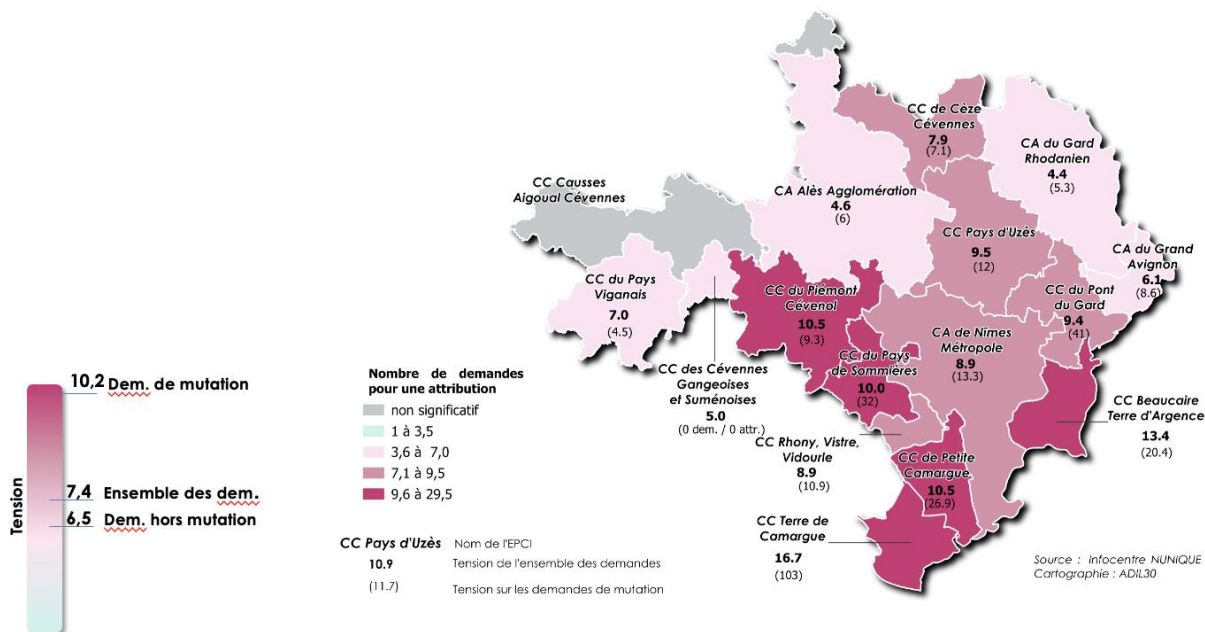 10,2 Dem. de mutation
7,4 Ensemble des dem.
6,5 Dem. hors mutation
Tension
Nombre de demandes
pour une attribution
non significatif
1 à 3,5
3,6 à 7,0
7,1 à 9,5
9,6 à 29,5
CC Pays d'Uzès Nom de l'EPCI
10.9 Tension de l'ensemble des demandes
(11.7) Tension sur les demandes de mutation
CC de Cèze
Cévennes
7.9
(7.1)
CA du Gard
Rhodanien
4.4
(5.3)
CC Causses
Aigoual Cévennes
CA Alès Agglomération
4.6
(6)
CC Pays d'Uzès
9.5
(12)
CA du Grand
Avignon
6.1
(8.6)
CC du Pays
Viganais
7.0
(4.5)
CC du Piémont
Cévenol
10.5
(9.3)
CC du Pont
du Gard
9.4
(41)
CA de Nîmes
Métropole
8.9
(13.3)
CC du Pays
de Sommières
10.0
(32)
CC des Cévennes
Gangeoises
et Suménoises
5.0
(0 dem. / 0 attr.)
CC Beaucaire
Terre d'Argence
13.4
(20.4)
CC Rhony, Vistre,
Vidourle
8.9
(10.9)
CC de Petite
Camargue
10.5
(26.9)
CC Terre de
Camargue
16.7
(103)
Source : Infocentre NUNIQUE
Cartographie : ADIL30